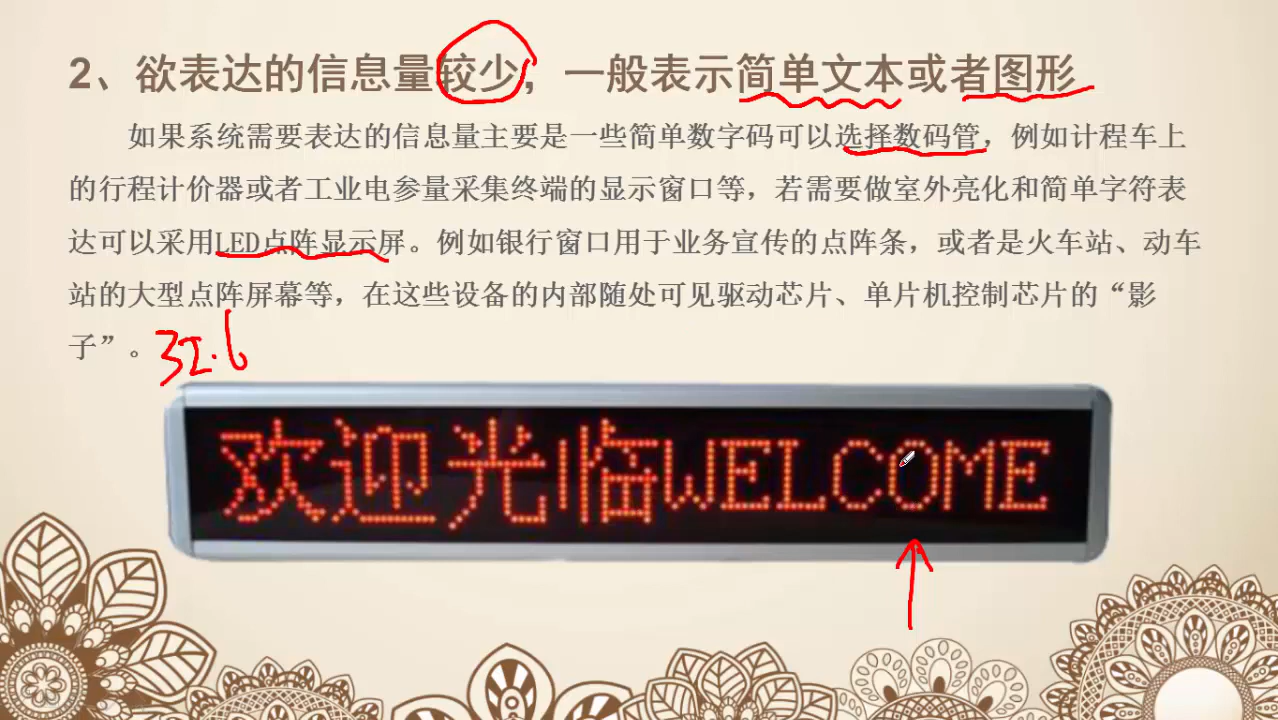 2、欲表达的信息量较少，一般表示简单文本或者图形
如果系统需要表达的信息量主要是一些简单数字码可以选择数码管，例如计程车上
的行程计价器或者工业电参量采集终端的显示窗口等，若需要做室外亮化和简单字符表
达可以采用LED点阵显示屏。例如银行窗口用于业务宣传的点阵条，或者是火车站、动车
站的大型点阵屏幕等，在这些设备的内部随处可见驱动芯片、单片机控制芯片的“影
子”。
32.6
欢迎光临WELCOME